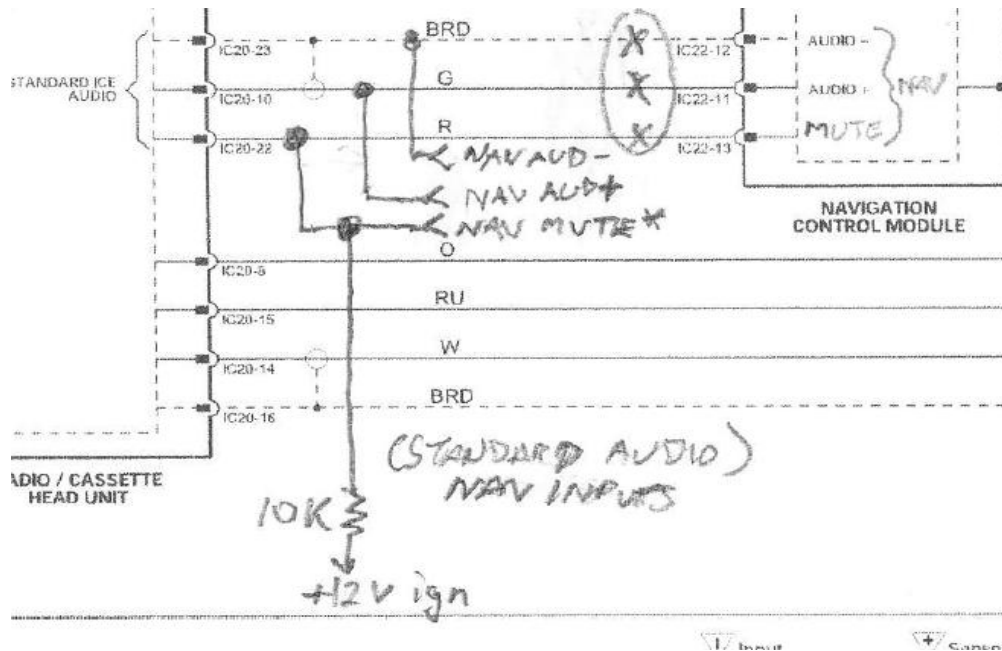 BRD
IC20-23
X
IC22-12
AUDIO -
STANDARD ICE
AUDIO
G
IC20-10
X
IC22-11
AUDIO +
NAV
R
IC20-22
X
IC22-13
MUTE
NAV AUD-
NAV AUD+
NAV MUTE*
NAVIGATION
CONTROL MODULE
O
IC20-6
RU
IC20-15
W
IC20-14
BRD
IC20-16
(STANDARD AUDIO)
NAV INPUTS
ADIO / CASSETTE
HEAD UNIT
10K
+12V ign
Input